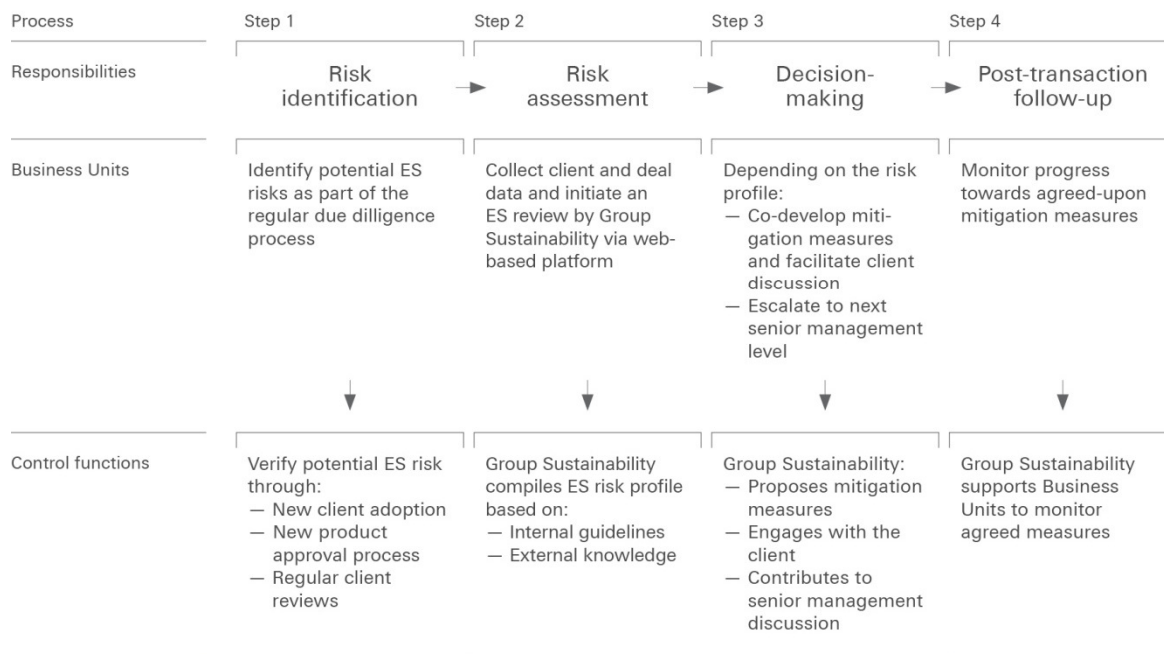 Process
Step 1
Step 2
Step 3
Step 4
Responsibilities
Risk
identification
Risk
assessment
Decision-
making
Post-transaction
follow-up
Business Units
Identify potential ES
risks as part of the
regular due dilligence
process
Collect client and deal
data and initiate an
ES review by Group
Sustainability via web-
based platform
Depending on the risk
profile:
— Co-develop miti-
gation measures
and facilitate client
discussion
— Escalate to next
senior management
level
Monitor progress
towards agreed-upon
mitigation measures
Control functions
Verify potential ES risk
through:
— New client adoption
— New product
approval process
— Regular client
reviews
Group Sustainability
compiles ES risk profile
based on:
— Internal guidelines
— External knowledge
Group Sustainability:
— Proposes mitigation
measures
— Engages with the
client
— Contributes to
senior management
discussion
Group Sustainability
supports Business
Units to monitor
agreed measures